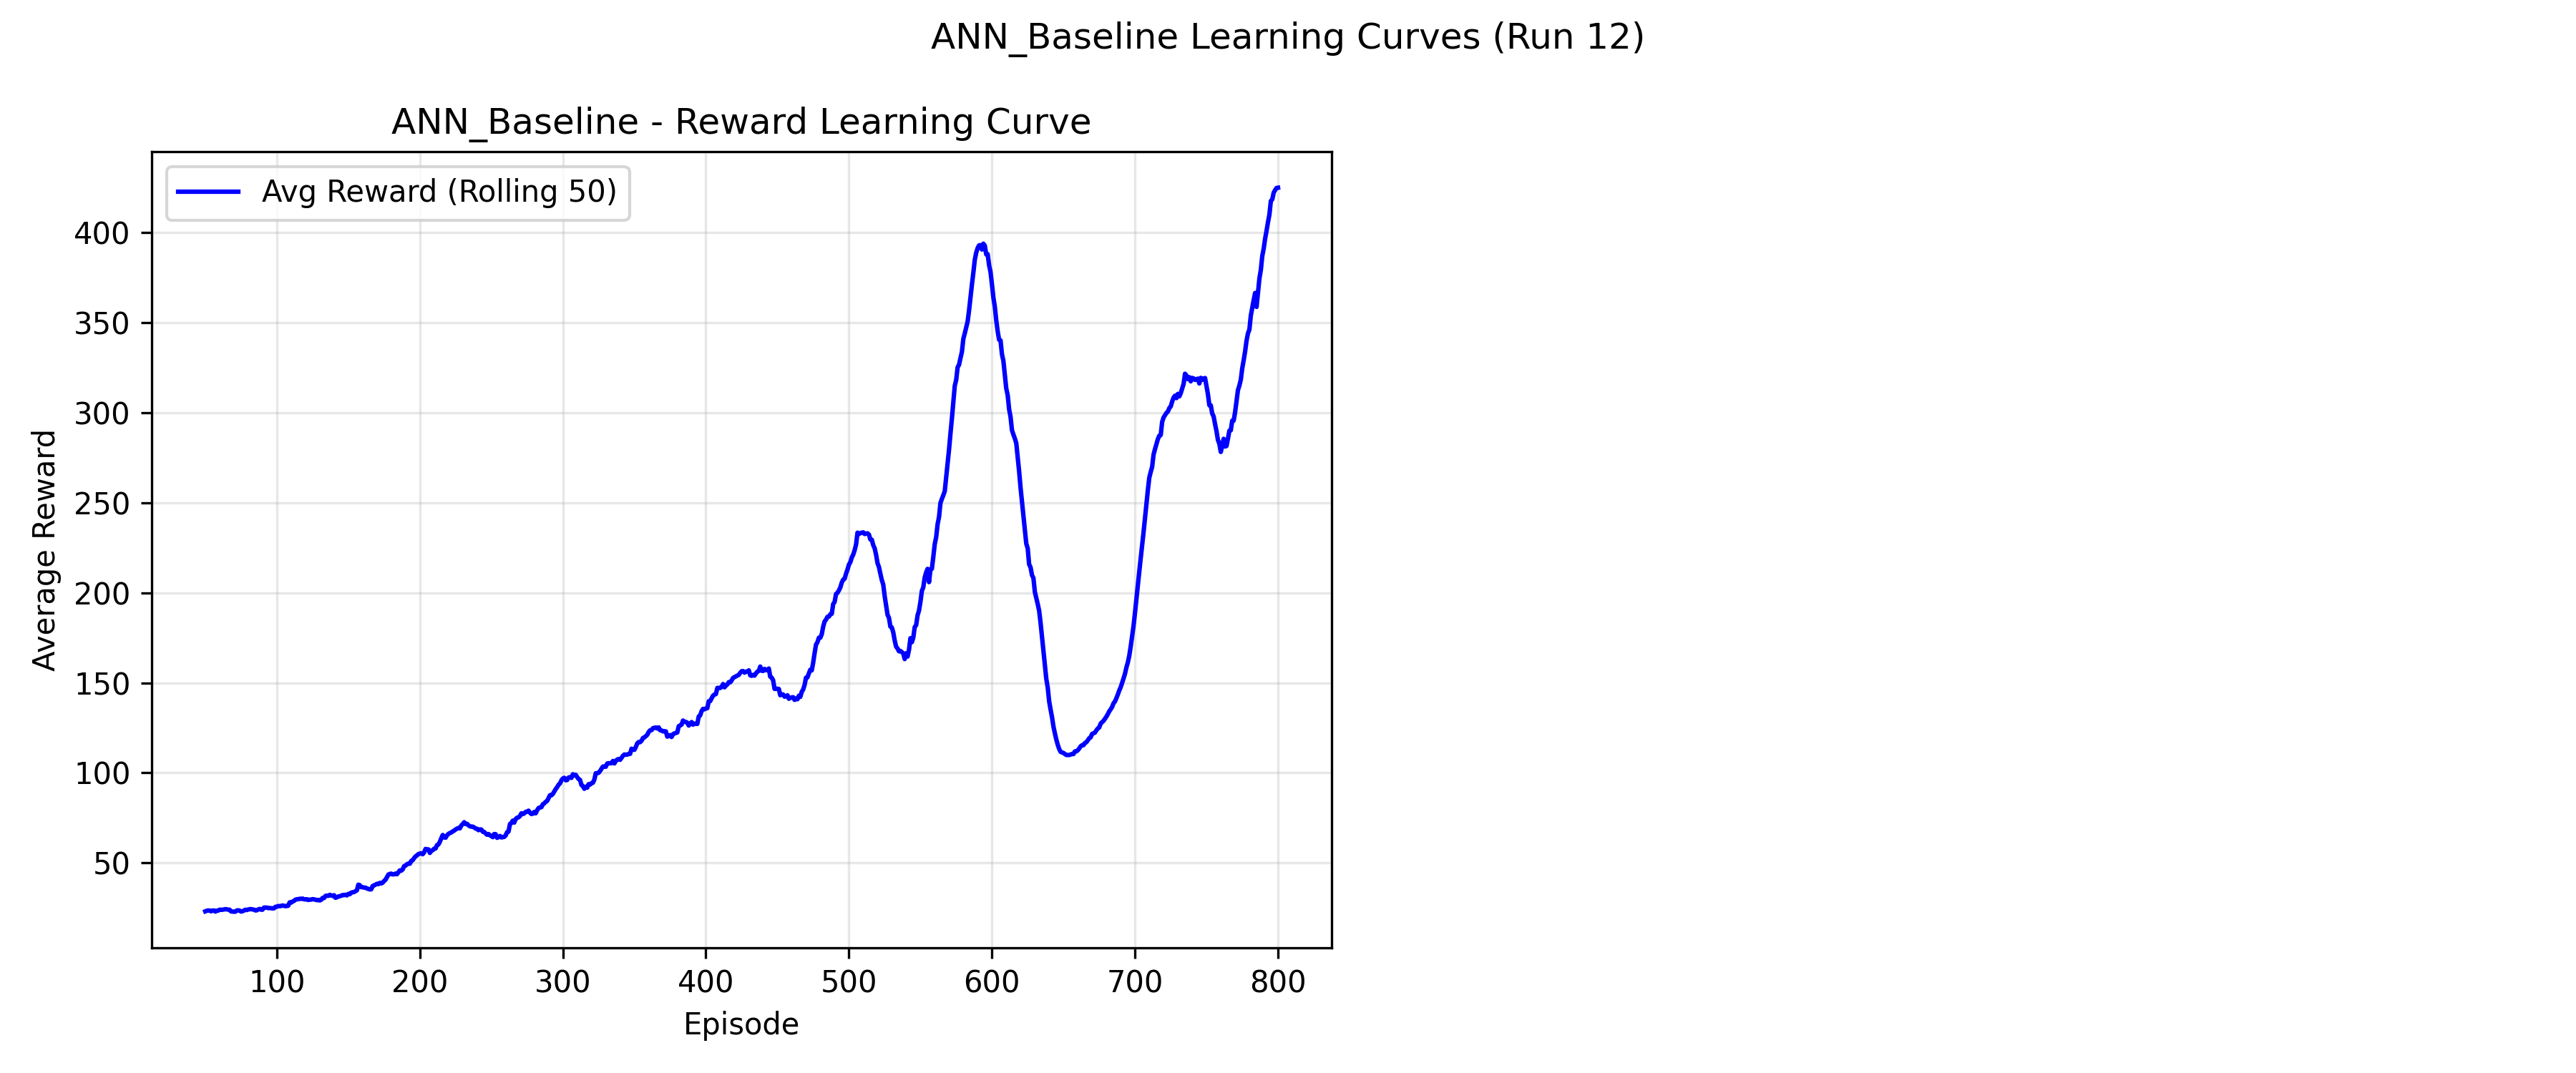 ANN_Baseline Learning Curves (Run 12)
ANN_Baseline - Reward Learning Curve
Avg Reward (Rolling 50)
Average Reward
400
350
300
250
200
150
100
50
100 200 300 400 500 600 700 800
Episode